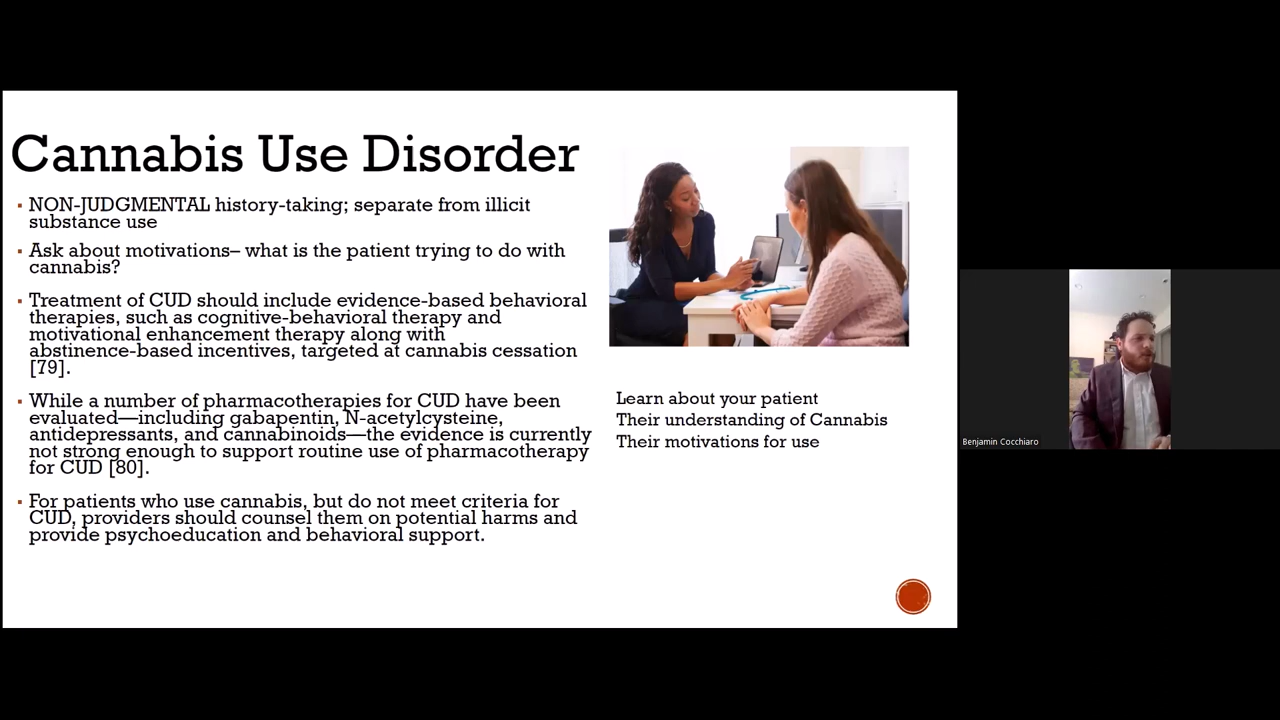 Cannabis Use Disorder
▪ NON-JUDGMENTAL history-taking; separate from illicit
substance use
▪ Ask about motivations– what is the patient trying to do with
cannabis?
▪ Treatment of CUD should include evidence-based behavioral
therapies, such as cognitive-behavioral therapy and
motivational enhancement therapy along with
abstinence-based incentives, targeted at cannabis cessation
[79].
▪ While a number of pharmacotherapies for CUD have been
evaluated—including gabapentin, N-acetylcysteine,
antidepressants, and cannabinoids—the evidence is currently
not strong enough to support routine use of pharmacotherapy
for CUD [80].
▪ For patients who use cannabis, but do not meet criteria for
CUD, providers should counsel them on potential harms and
provide psychoeducation and behavioral support.
Learn about your patient
Their understanding of Cannabis
Their motivations for use
Benjamin Cocchiaro